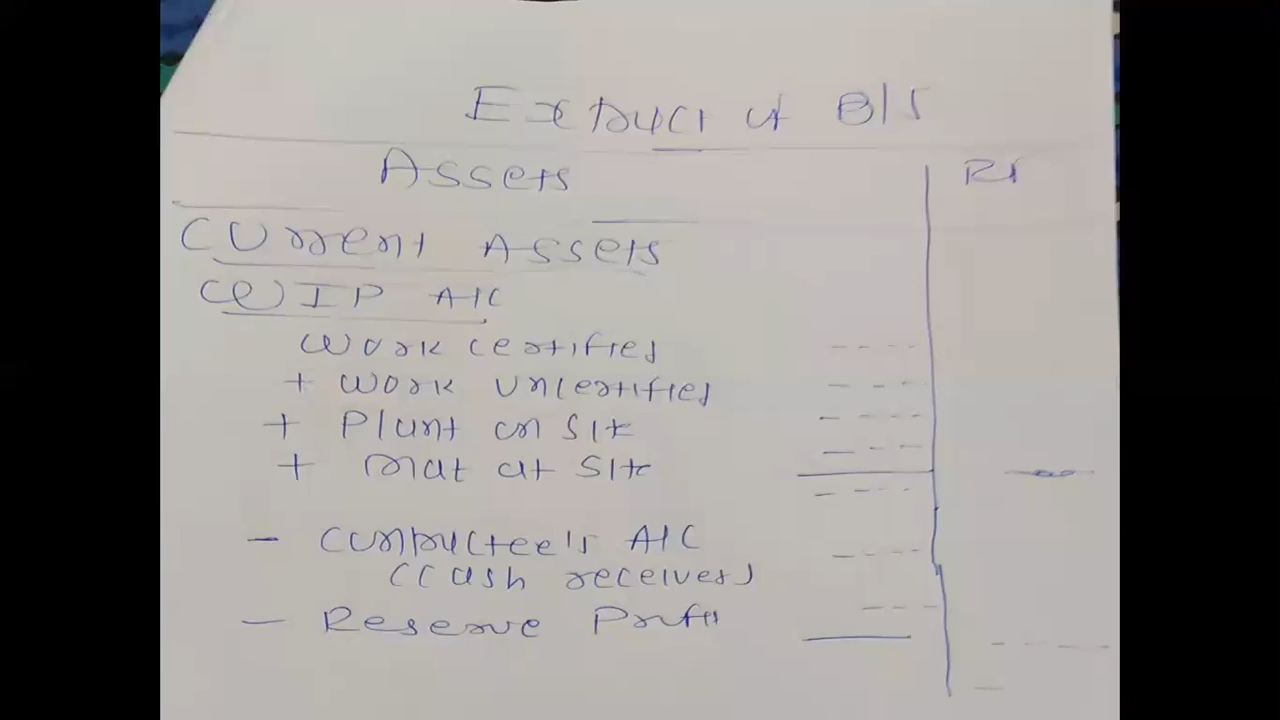 Extract of B/S
Assets Rs
Current Assets
WIP A/C
Work certified
+ Work uncertified
+ Plant on Site
+ Mat at Site
- Contractee's A/C
(Cash received)
- Reserve Profit